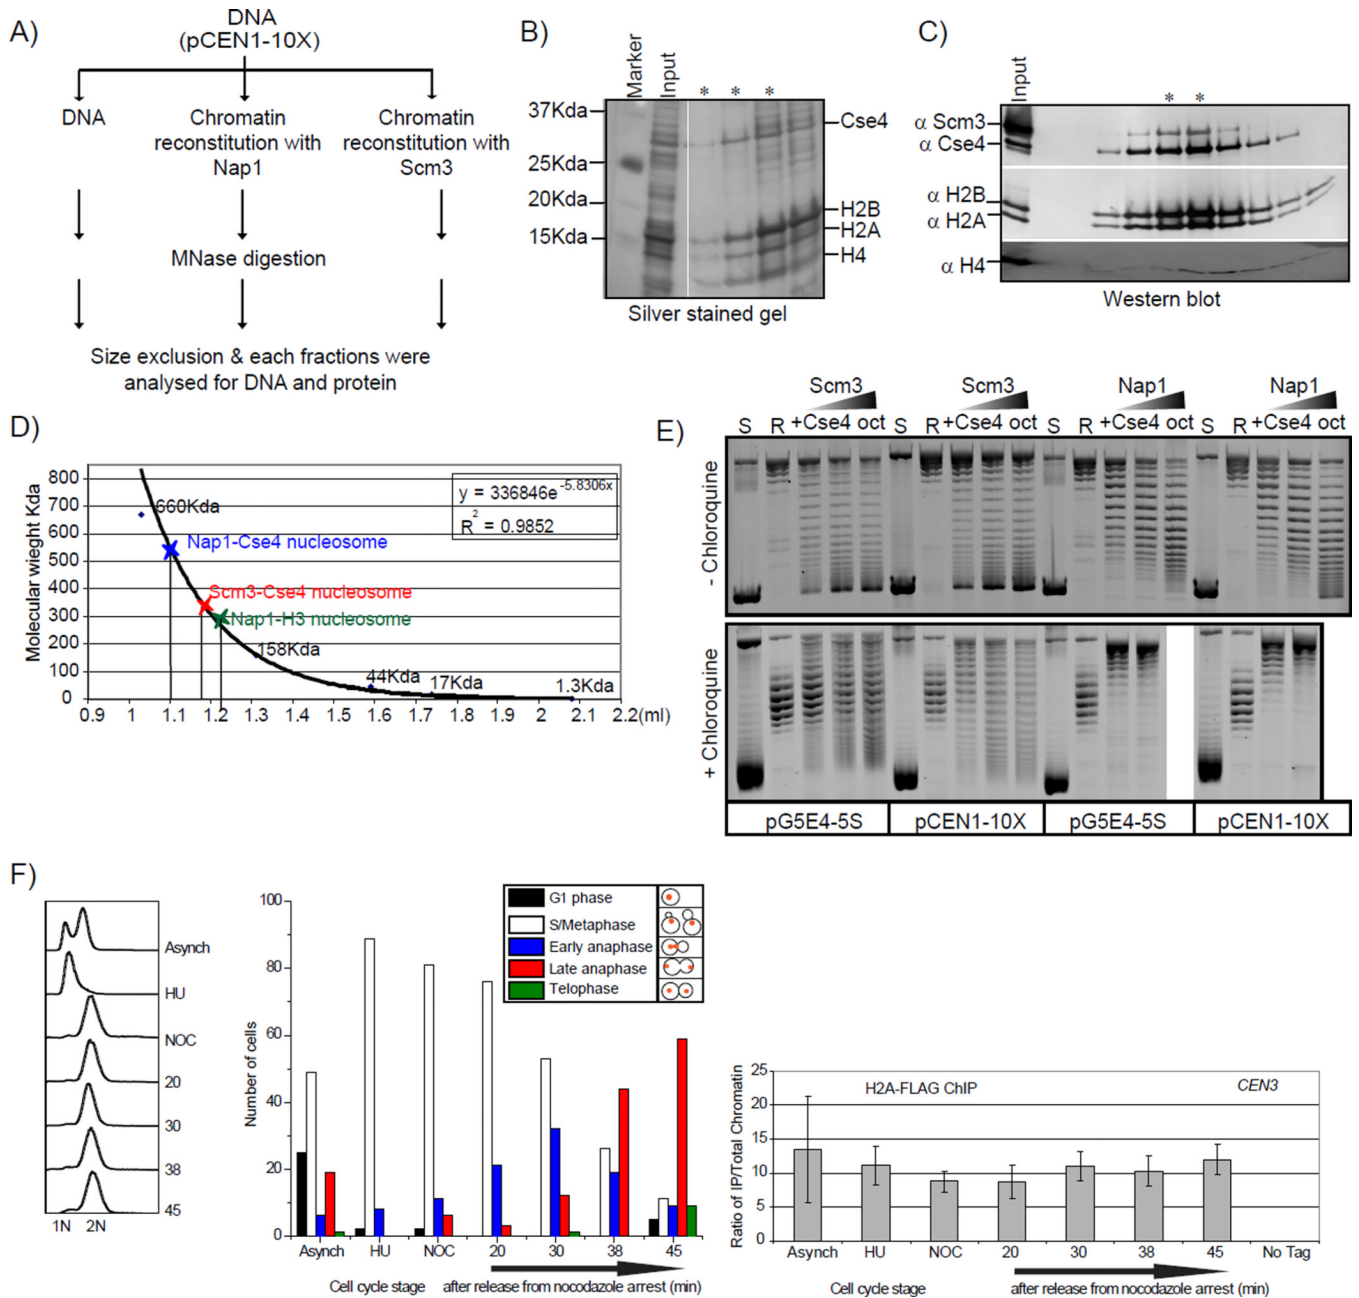 A)
DNA
(pCEN1-10X)
DNA
Chromatin
reconstitution with
Nap1
Chromatin
reconstitution with
Scm3
MNase digestion
Size exclusion & each fractions were
analysed for DNA and protein
B)
Marker
Input
* * *
37Kda
25Kda
20Kda
15Kda
Cse4
H2B
H2A
H4
Silver stained gel
C)
Input
* *
α Scm3
α Cse4
α H2B
α H2A
α H4
Western blot
D)
Molecular wieght Kda
800
700
600
500
400
300
200
100
0
y = 336846e^-5.8306x
R² = 0.9852
660Kda
Nap1-Cse4 nucleosome
Scm3-Cse4 nucleosome
Nap1-H3 nucleosome
158Kda
44Kda
17Kda
1.3Kda
0.9 1 1.1 1.2 1.3 1.4 1.5 1.6 1.7 1.8 1.9 2 2.1 2.2(ml)
E)
Scm3 Scm3 Nap1 Nap1
S R +Cse4 oct S R +Cse4 oct S R +Cse4 oct S R +Cse4 oct
- Chloroquine
+ Chloroquine
pG5E4-5S pCEN1-10X pG5E4-5S pCEN1-10X
F)
Asynch
HU
NOC
20
30
38
45
1N 2N
Number of cells
100
80
60
40
20
0
G1 phase
S/Metaphase
Early anaphase
Late anaphase
Telophase
Asynch HU NOC 20 30 38 45
Cell cycle stage after release from nocodazole arrest (min)
Ratio of IP/Total Chromatin
25
20
15
10
5
0
H2A-FLAG ChIP CEN3
Asynch HU NOC 20 30 38 45 No Tag
Cell cycle stage after release from nocodazole arrest (min)